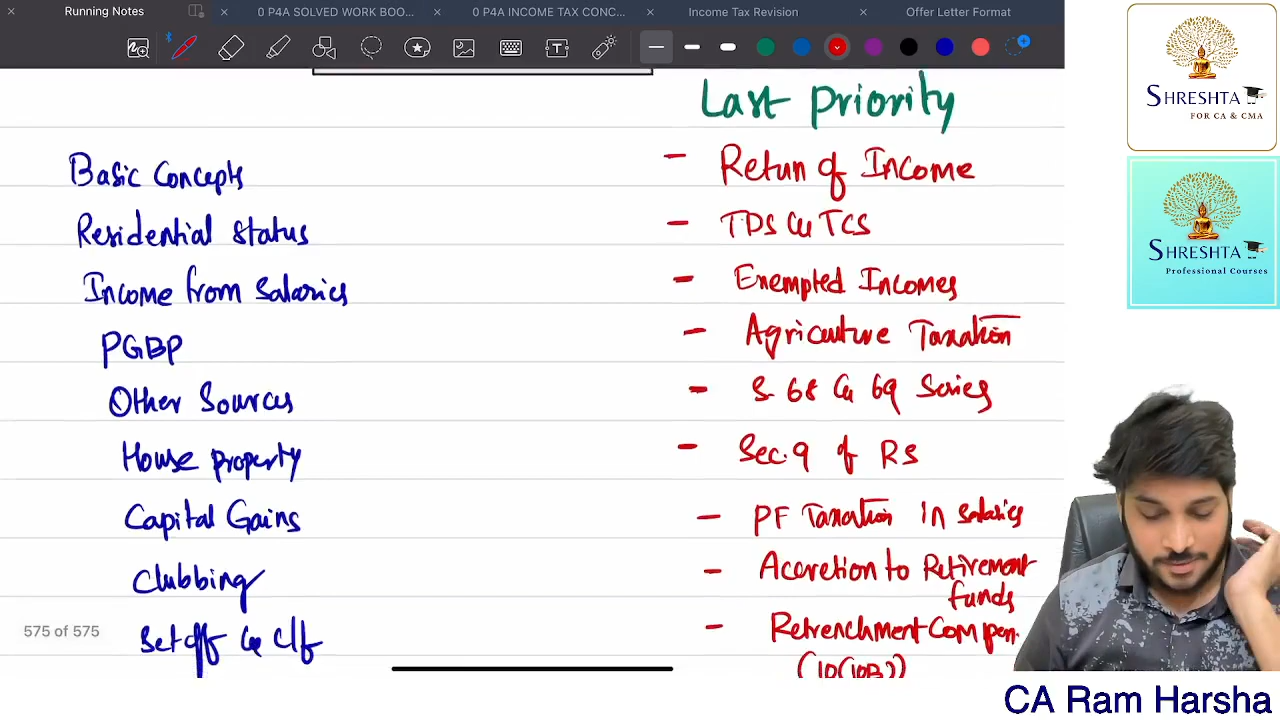 Running Notes
0 P4A SOLVED WORK BOO...
0 P4A INCOME TAX CONC...
Income Tax Revision
Offer Letter Format
SHRESHTA
FOR CA & CMA
SHRESHTA
Professional Courses
Last Priority
Basic Concepts
Residential Status
Income from Salaries
PGBP
Other Sources
House property
Capital Gains
Clubbing
Set off & C/f
- Retun of Income
- TDS & TCS
- Exempted Incomes
- Agriculture Taxation
- S. 68 & 69 Series
- Sec. 9 of RS
- PF Taxation in Salaries
- Accretion to Retirement
funds
- Retrenchment Compen.
(10(10B))
575 of 575
CA Ram Harsha